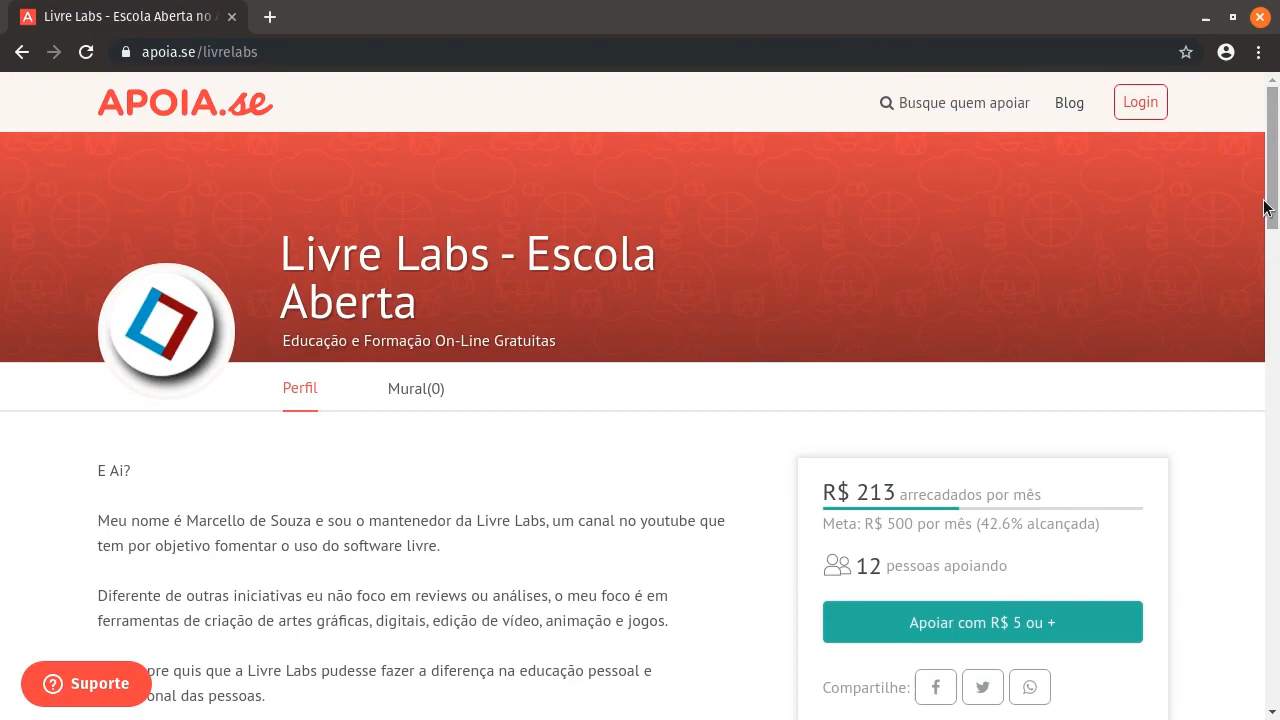 Livre Labs - Escola Aberta no
apoia.se/livrelabs
APOIA.se
Busque quem apoiar
Blog
Login
Livre Labs - Escola
Aberta
Educação e Formação On-Line Gratuitas
Perfil
Mural(0)
E Ai?
Meu nome é Marcello de Souza e sou o mantenedor da Livre Labs, um canal no youtube que
tem por objetivo fomentar o uso do software livre.
Diferente de outras iniciativas eu não foco em reviews ou análises, o meu foco é em
ferramentas de criação de artes gráficas, digitais, edição de vídeo, animação e jogos.
quis que a Livre Labs pudesse fazer a diferença na educação pessoal e
das pessoas.
R$ 213 arrecadados por mês
Meta: R$ 500 por mês (42.6% alcançada)
12 pessoas apoiando
Apoiar com R$ 5 ou +
Compartilhe:
Suporte